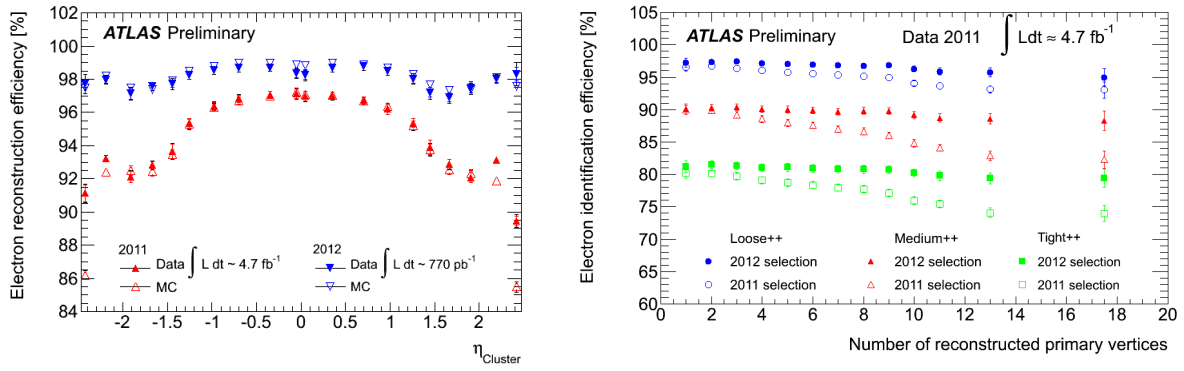 Electron reconstruction efficiency [%]
102
100
98
96
94
92
90
88
86
84
ATLAS Preliminary
2011
Data ∫ L dt ~ 4.7 fb⁻¹
MC
2012
Data ∫ L dt ~ 770 pb⁻¹
MC
-2 -1.5 -1 -0.5 0 0.5 1 1.5 2
η Cluster
Electron identification efficiency [%]
105
100
95
90
85
80
75
70
65
60
ATLAS Preliminary
Data 2011 ∫ Ldt ≈ 4.7 fb⁻¹
Loose++ Medium++ Tight++
2012 selection 2012 selection 2012 selection
2011 selection 2011 selection 2011 selection
0 2 4 6 8 10 12 14 16 18 20
Number of reconstructed primary vertices